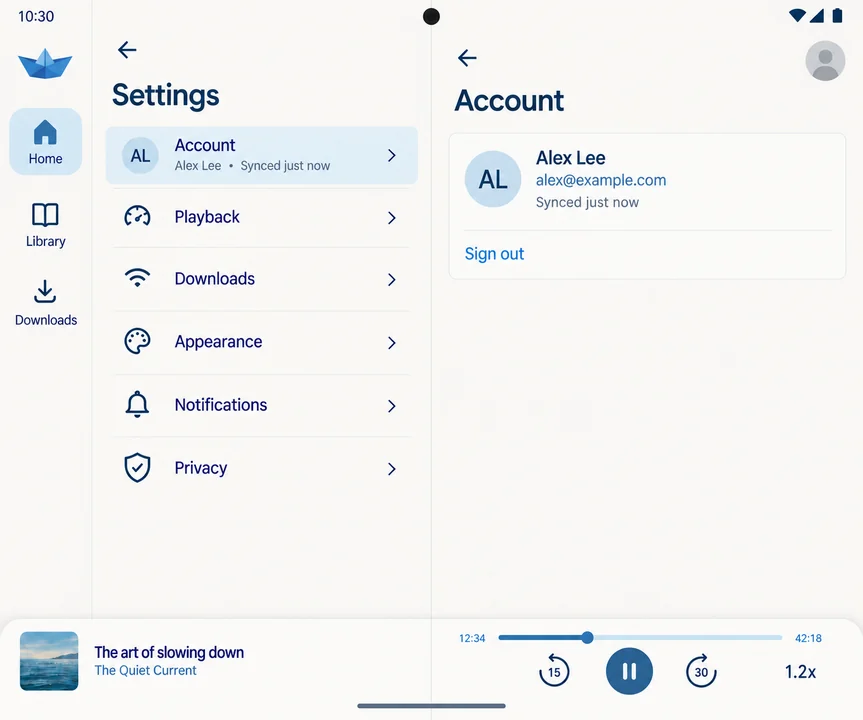 10:30
Home
Library
Downloads
Settings
AL
Account
Alex Lee • Synced just now
Playback
Downloads
Appearance
Notifications
Privacy
Account
AL
Alex Lee
alex@example.com
Synced just now
Sign out
The art of slowing down
The Quiet Current
12:34
42:18
15
30
1.2x